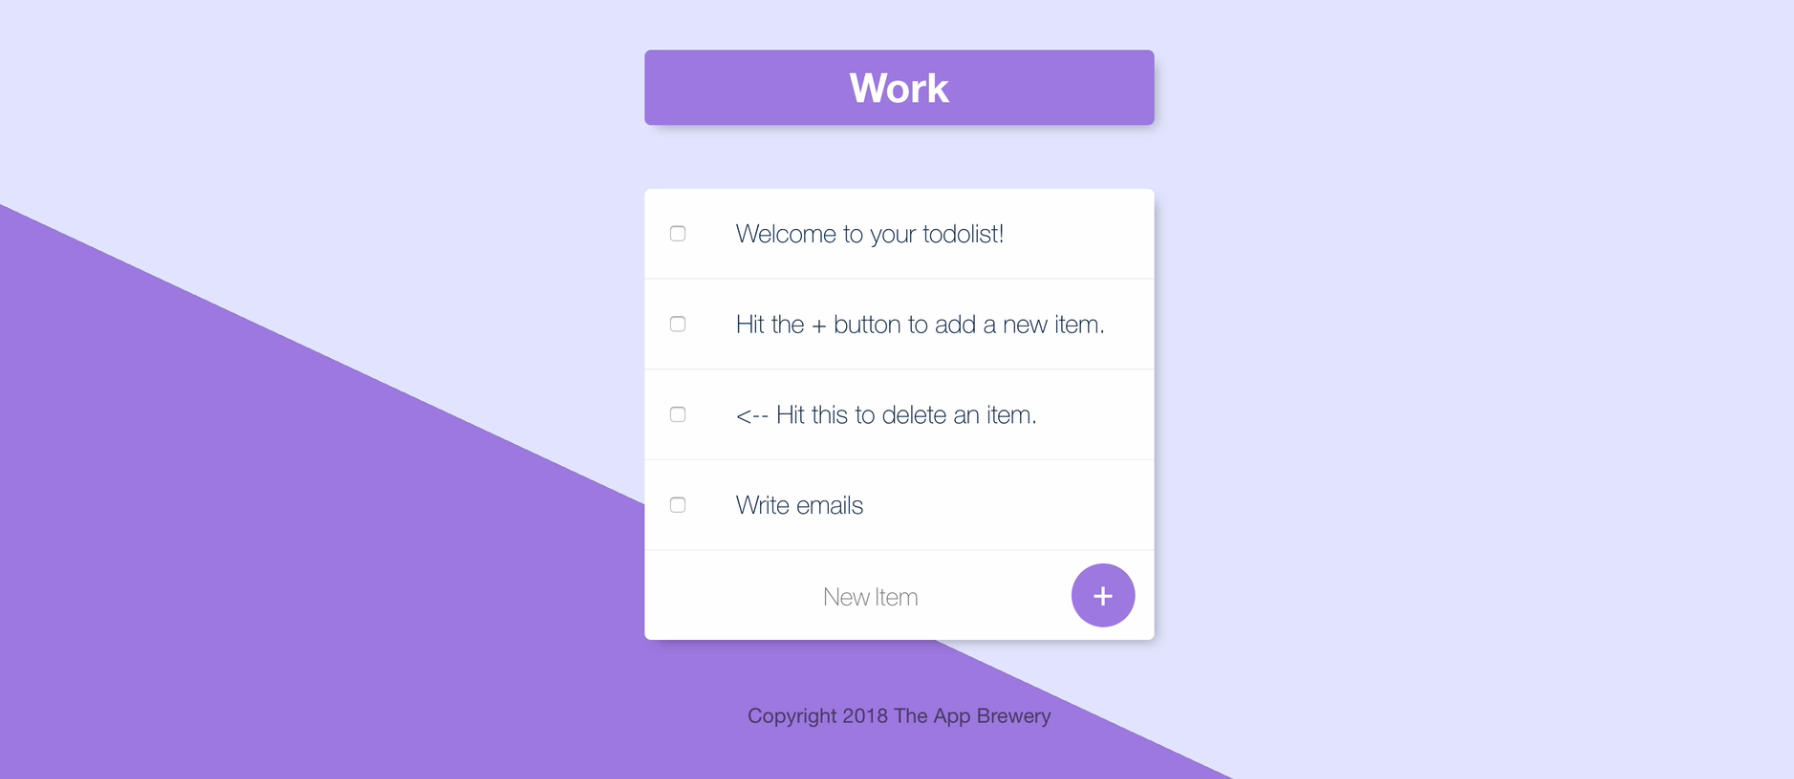 Work
Welcome to your todolist!
Hit the + button to add a new item.
<-- Hit this to delete an item.
Write emails
New Item
+
Copyright 2018 The App Brewery